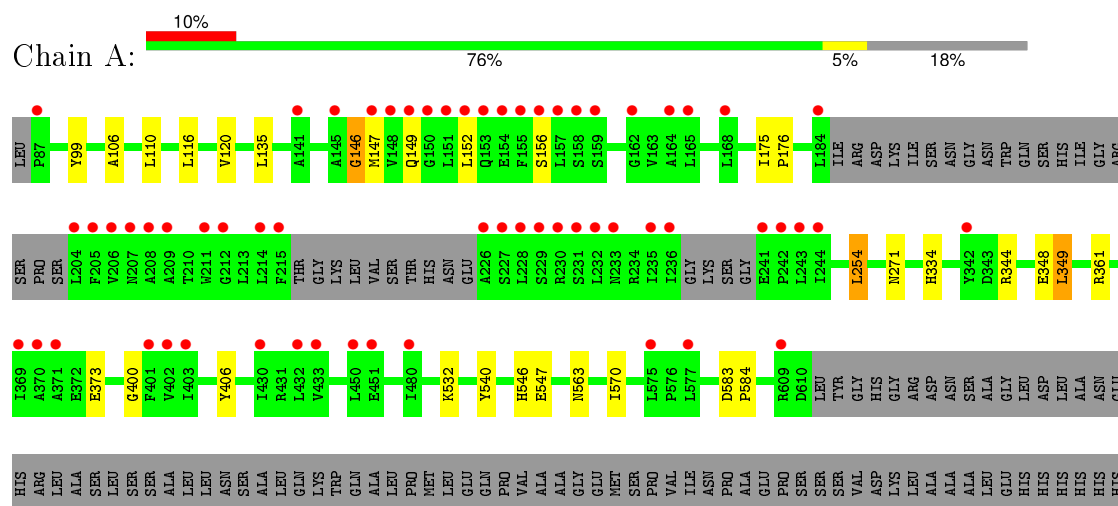 10%
Chain A:
76% 5% 18%
LEU P87 Y99 A106 L110 L116 V120 L135 A141 A145 G146 M147 V148 Q149 G150 L151 L152 Q153 E154 F155 S156 L157 S158 S159 G162 V163 A164 L165 L168 I175 P176 L184 ILE ARG ASP LYS ILE SER ASN GLY ASN TRP GLN SER HIS ILE GLY ARG
SER PRO SER L204 F205 V206 N207 A208 A209 T210 W211 G212 L213 L214 F215 THR GLY LYS LEU VAL SER THR HIS ASN GLU A226 S227 L228 S229 R230 S231 L232 N233 R234 I235 I236 GLY LYS SER GLY E241 P242 L243 I244 L254 N271 H334 Y342 D343 R344 E348 L349 R361
I369 A370 A371 E372 E373 G400 F401 V402 I403 Y406 I430 R431 L432 V433 L450 E451 I480 K532 Y540 H546 E547 N563 I570 L575 P576 L577 D583 P584 R609 D610 LEU TYR GLY HIS GLY ARG ASP ASN SER ALA GLY LEU ASP LEU ALA ASN GLU
HIS ARG LEU ALA SER LEU SER SER ALA LEU LEU ASN SER ALA LEU GLN LYS TRP GLN ALA LEU PRO MET LEU GLU GLN PRO VAL ALA ALA GLY GLU MET SER PRO VAL ILE ASN PRO ALA GLU PRO SER SER VAL ASP LYS LEU ALA ALA ALA LEU GLU HIS HIS HIS HIS HIS HIS